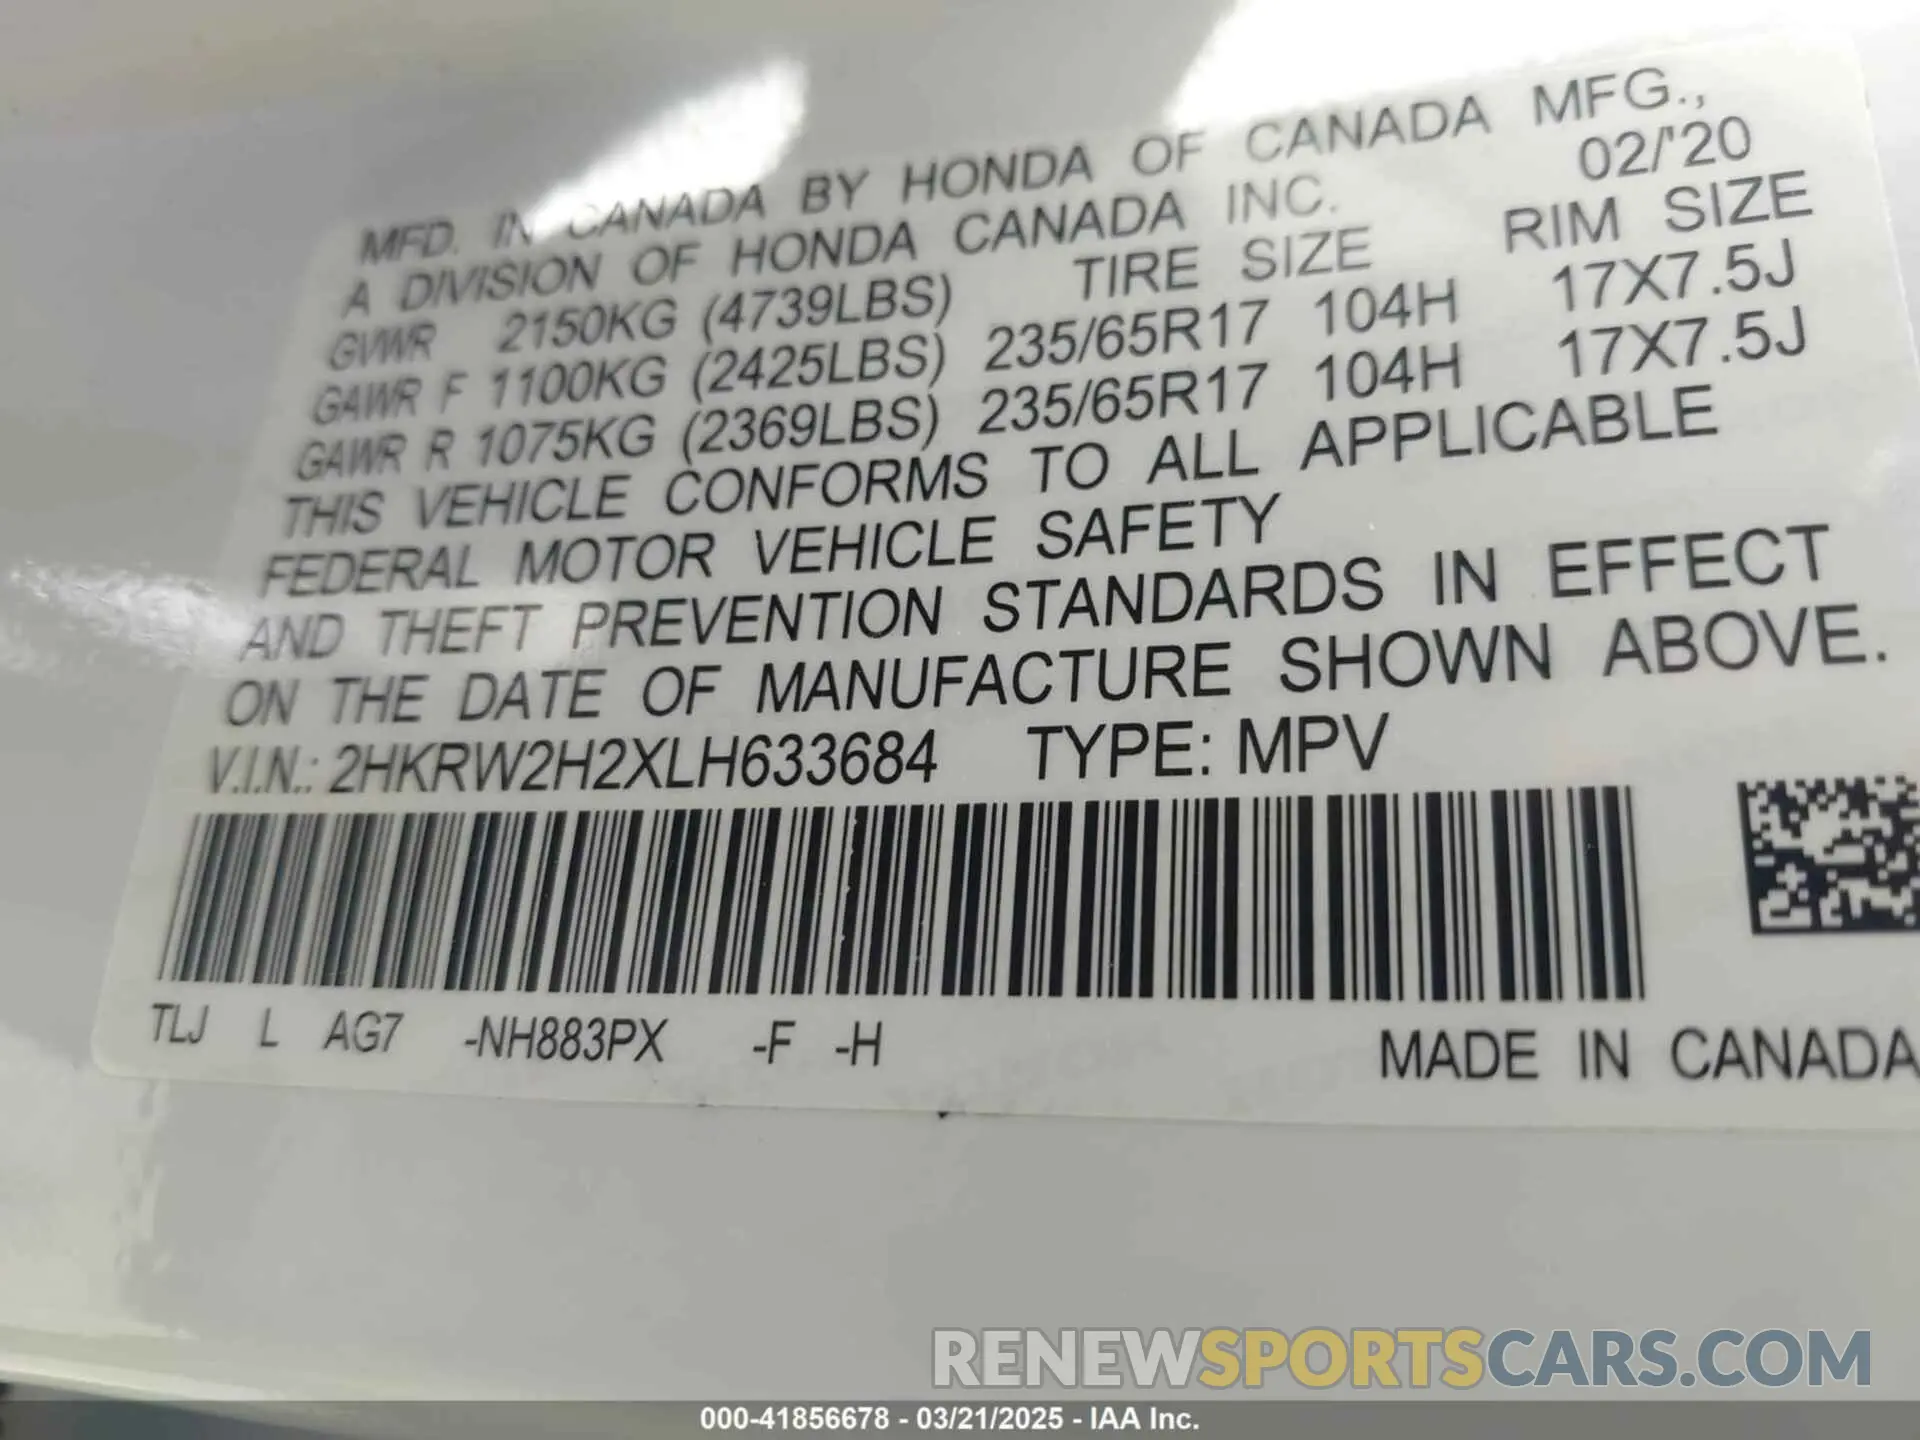 MFD. IN CANADA BY HONDA OF CANADA MFG.,
A DIVISION OF HONDA CANADA INC. 02/'20
GVWR 2150KG (4739LBS) TIRE SIZE RIM SIZE
GAWR F 1100KG (2425LBS) 235/65R17 104H 17X7.5J
GAWR R 1075KG (2369LBS) 235/65R17 104H 17X7.5J
THIS VEHICLE CONFORMS TO ALL APPLICABLE
FEDERAL MOTOR VEHICLE SAFETY
AND THEFT PREVENTION STANDARDS IN EFFECT
ON THE DATE OF MANUFACTURE SHOWN ABOVE.
V.I.N.: 2HKRW2H2XLH633684 TYPE: MPV
TLJ L AG7 -NH883PX -F -H MADE IN CANADA
RENEWSPORTSCARS.COM
000-41856678 - 03/21/2025 - IAA Inc.